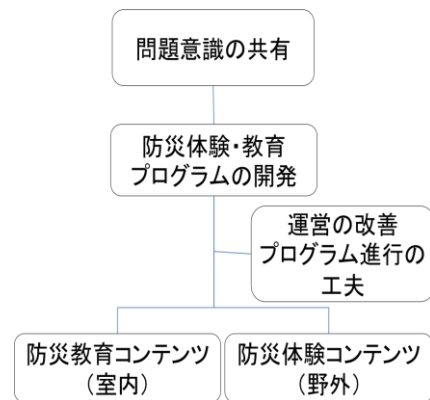 問題意識の共有
防災体験・教育
プログラムの開発
運営の改善
プログラム進行の
工夫
防災教育コンテンツ
（室内）
防災体験コンテンツ
（野外）